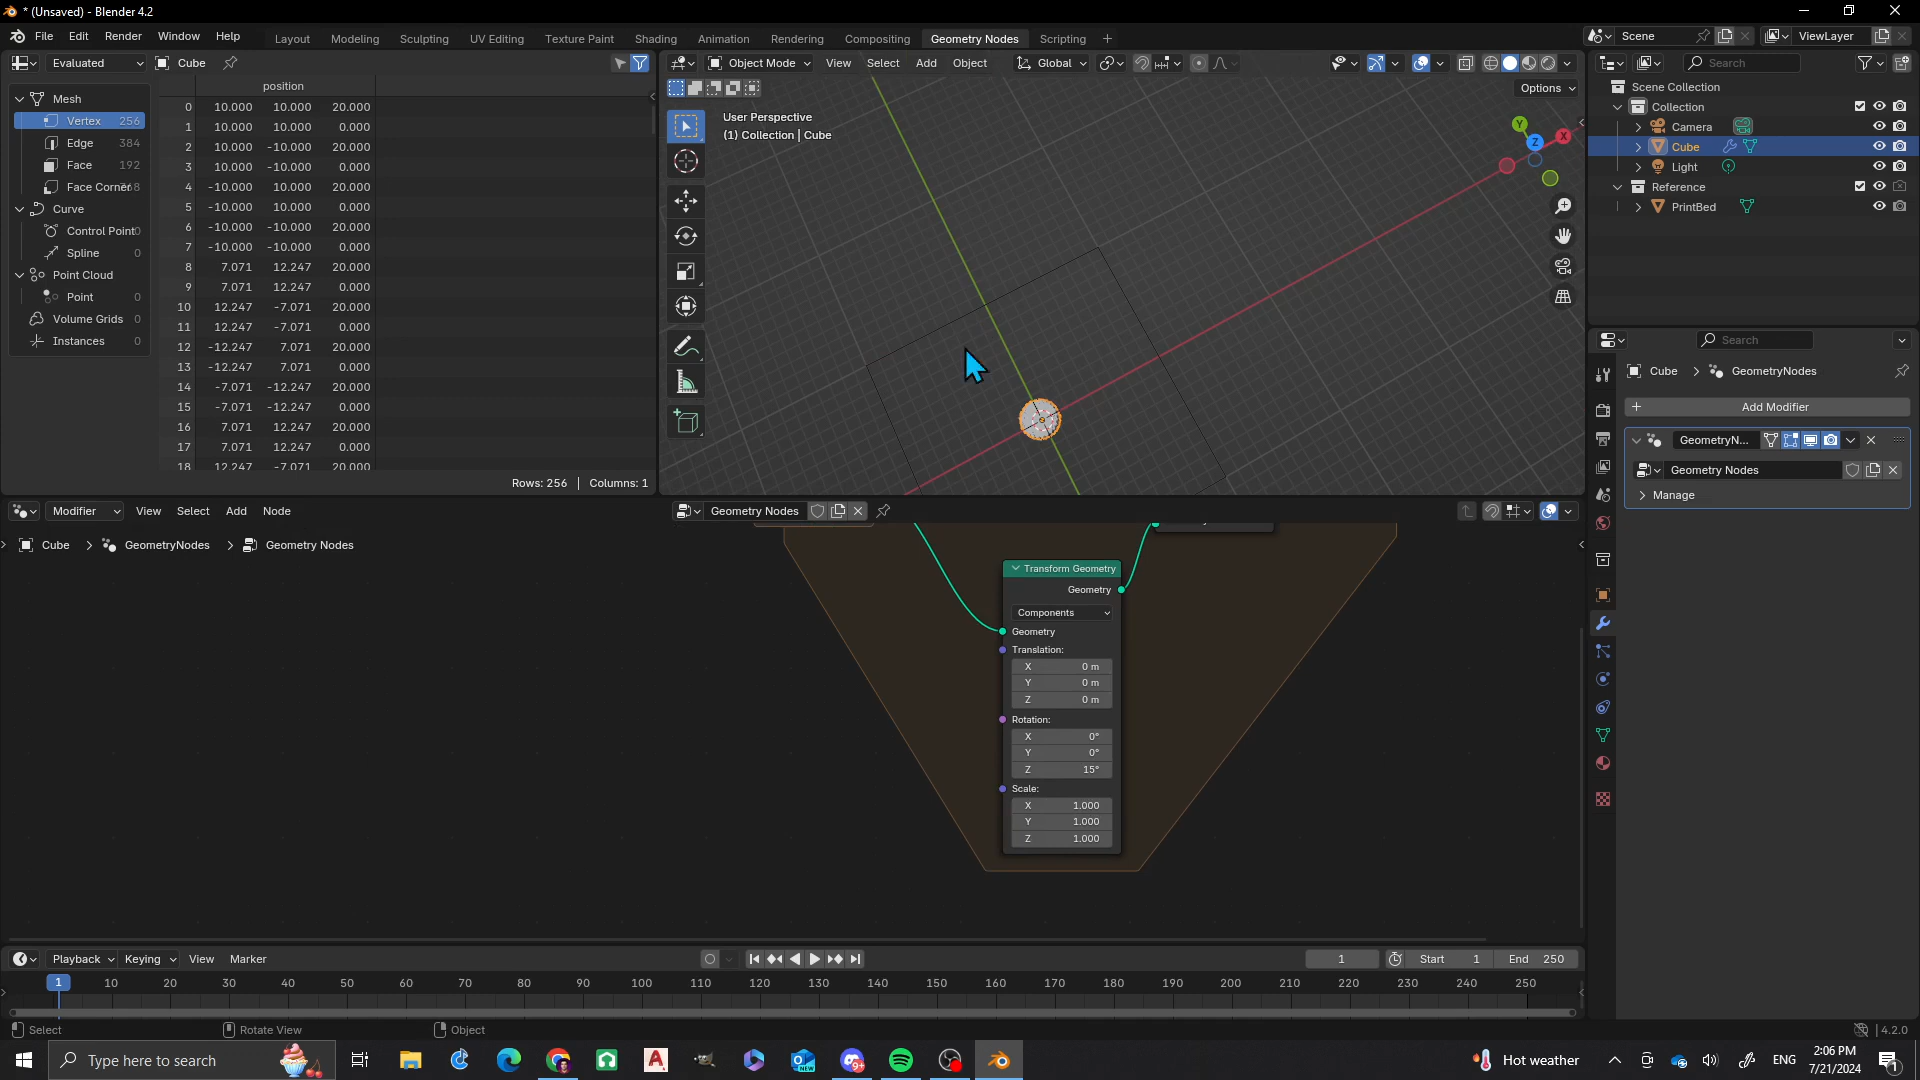 * (Unsaved) - Blender 4.2
File Edit Render Window Help
Layout Modeling Sculpting UV Editing Texture Paint Shading Animation Rendering Compositing Geometry Nodes Scripting +
Scene
ViewLayer
Evaluated
Cube
Object Mode View Select Add Object
Global
Options
Search
position
Mesh
Vertex 256
Edge 384
Face 192
Face Corner
Curve
Control Point 0
Spline 0
Point Cloud
Point 0
Volume Grids 0
Instances 0
0 10.000 10.000 20.000
1 10.000 10.000 0.000
2 10.000 -10.000 20.000
3 10.000 -10.000 0.000
4 -10.000 10.000 20.000
5 -10.000 10.000 0.000
6 -10.000 -10.000 20.000
7 -10.000 -10.000 0.000
8 7.071 12.247 20.000
9 7.071 12.247 0.000
10 12.247 -7.071 20.000
11 12.247 -7.071 0.000
12 -12.247 7.071 20.000
13 -12.247 7.071 0.000
14 -7.071 -12.247 20.000
15 -7.071 -12.247 0.000
16 7.071 12.247 20.000
17 7.071 12.247 0.000
18 12.247 -7.071 20.000
Rows: 256 | Columns: 1
User Perspective
(1) Collection | Cube
Y
X
Z
Scene Collection
Collection
Camera
Cube
Light
Reference
PrintBed
Search
Cube > GeometryNodes
+ Add Modifier
GeometryN...
Geometry Nodes
Manage
Modifier View Select Add Node
Geometry Nodes
Cube > GeometryNodes > Geometry Nodes
Transform Geometry
Geometry
Components
Geometry
Translation:
X 0 m
Y 0 m
Z 0 m
Rotation:
X 0°
Y 0°
Z 15°
Scale:
X 1.000
Y 1.000
Z 1.000
Playback Keying View Marker
1
Start 1
End 250
1 10 20 30 40 50 60 70 80 90 100 110 120 130 140 150 160 170 180 190 200 210 220 230 240 250
Select
Rotate View
Object
4.2.0
Type here to search
Hot weather
ENG
2:06 PM
7/21/2024